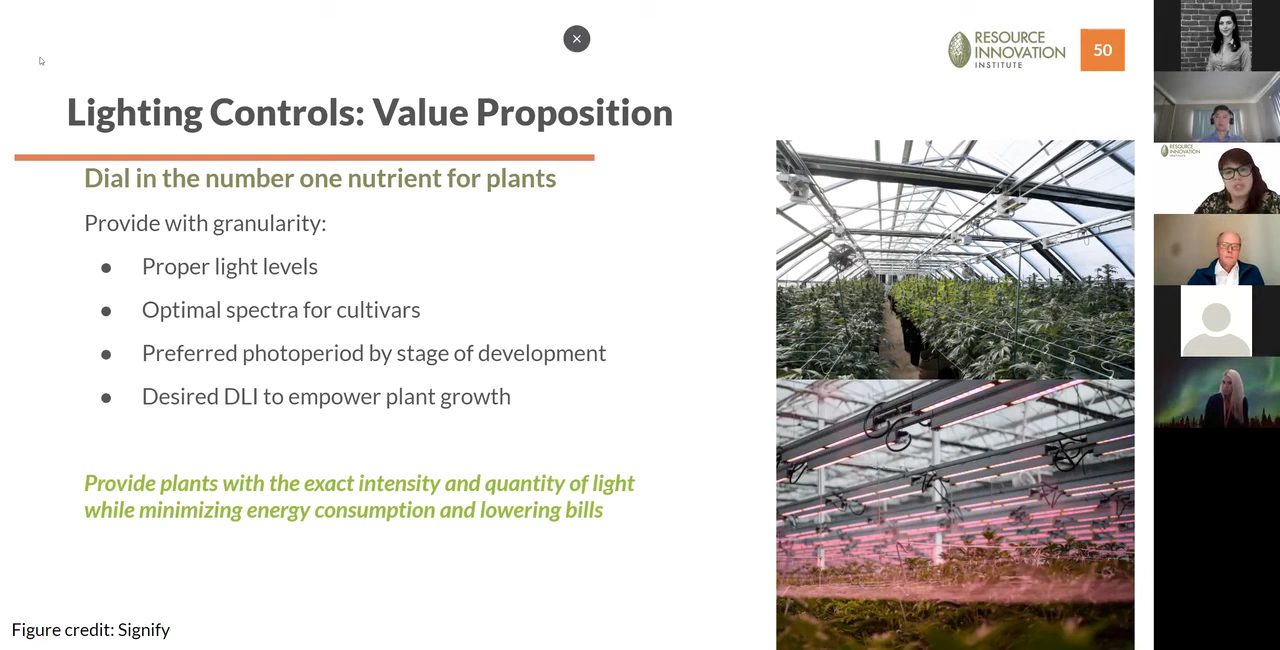 RESOURCE
INNOVATION
INSTITUTE
50
Lighting Controls: Value Proposition
Dial in the number one nutrient for plants
Provide with granularity:
● Proper light levels
● Optimal spectra for cultivars
● Preferred photoperiod by stage of development
● Desired DLI to empower plant growth
Provide plants with the exact intensity and quantity of light
while minimizing energy consumption and lowering bills
Figure credit: Signify
RESOURCE
INNOVATION
INSTITUTE